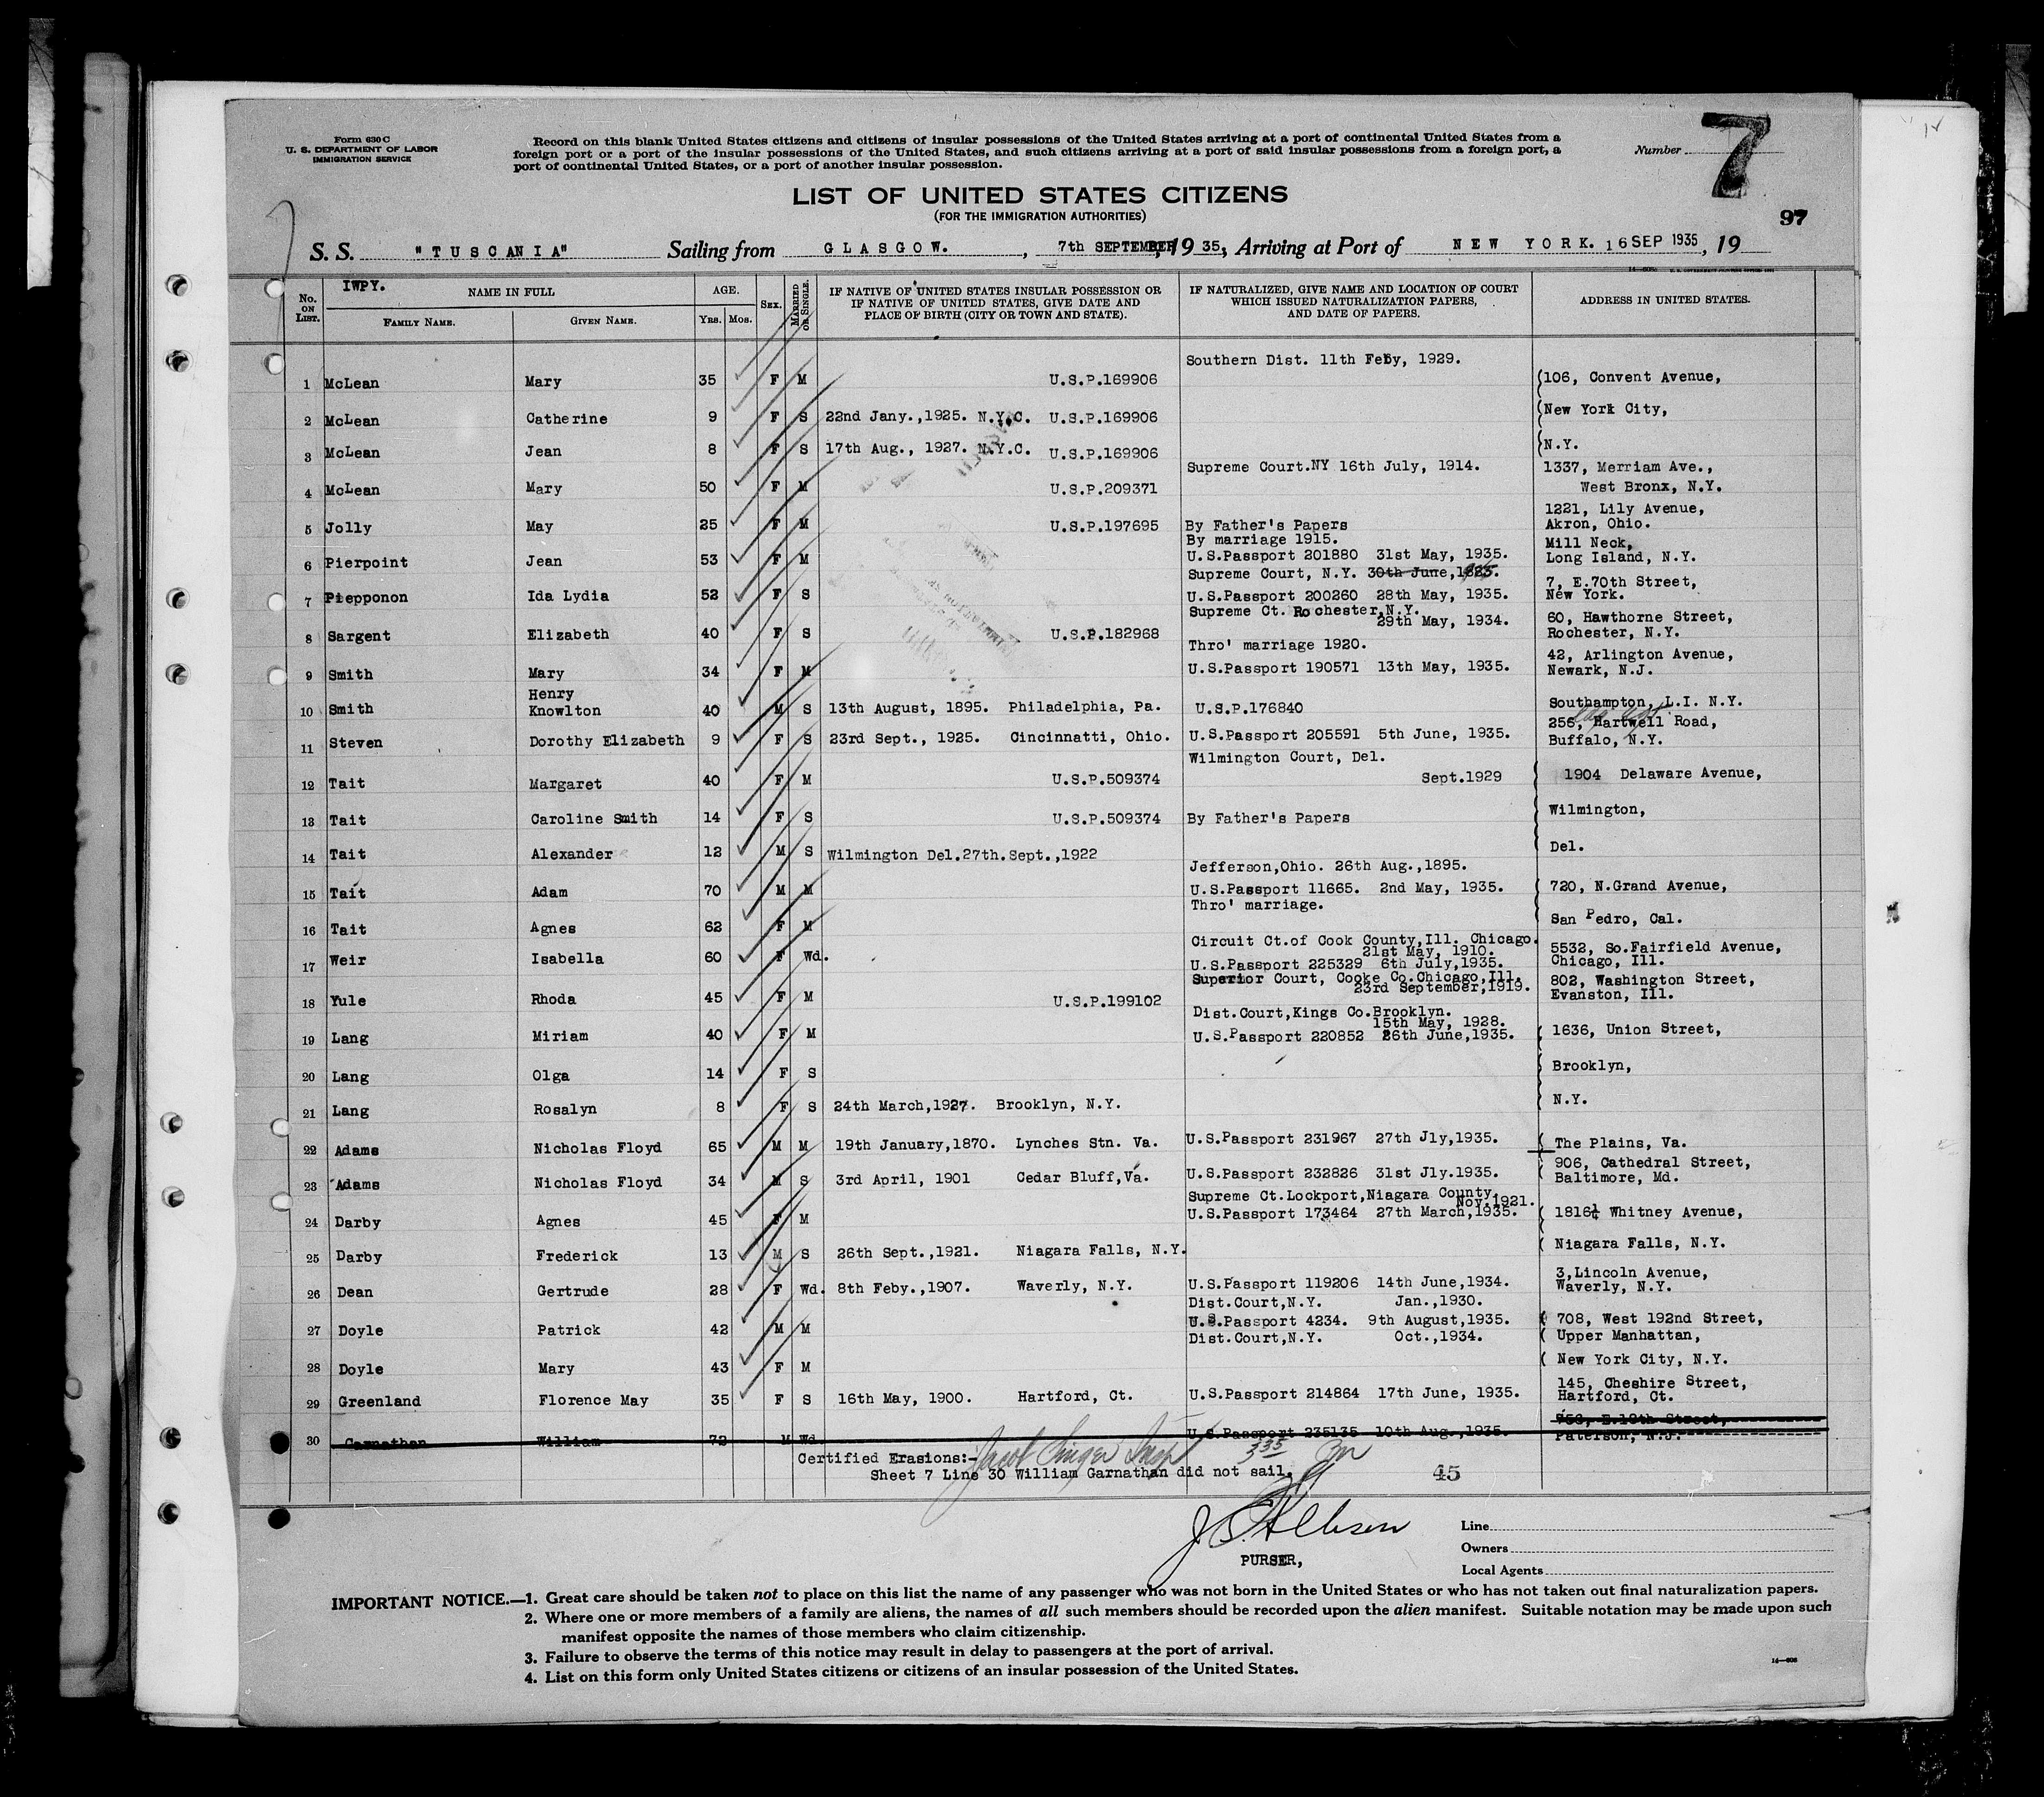 Form 630 C
U. S. DEPARTMENT OF LABOR
IMMIGRATION SERVICE
Record on this blank United States citizens and citizens of insular possessions of the United States arriving at a port of continental United States from a
foreign port or a port of the insular possessions of the United States, and such citizens arriving at a port of said insular possessions from a foreign port, a
port of continental United States, or a port of another insular possession.
Number 7
LIST OF UNITED STATES CITIZENS
(FOR THE IMMIGRATION AUTHORITIES)
97
S. S. "TUSCANIA" Sailing from GLASGOW. , 7th SEPTEMBER, 19 35, Arriving at Port of NEW YORK. 16 SEP 1935, 19
IWPY.
No. ON LIST. NAME IN FULL FAMILY NAME. GIVEN NAME. AGE. YRS. MOS. SEX. MARRIED OR SINGLE. IF NATIVE OF UNITED STATES INSULAR POSSESSION OR IF NATIVE OF UNITED STATES, GIVE DATE AND PLACE OF BIRTH (CITY OR TOWN AND STATE). IF NATURALIZED, GIVE NAME AND LOCATION OF COURT WHICH ISSUED NATURALIZATION PAPERS, AND DATE OF PAPERS. ADDRESS IN UNITED STATES.
Southern Dist. 11th Feby, 1929.
1 McLean Mary 35 F M U.S.P.169906 (106, Convent Avenue,
2 McLean Catherine 9 F S 22nd Jany.,1925. N.Y.C. U.S.P.169906 (New York City,
3 McLean Jean 8 F S 17th Aug., 1927. N.Y.C. U.S.P.169906 (N.Y.
Supreme Court.NY 16th July, 1914. 1337, Merriam Ave.,
4 McLean Mary 50 F M U.S.P.209371 West Bronx, N.Y.
1221, Lily Avenue,
5 Jolly May 25 F M U.S.P.197695 By Father's Papers Akron, Ohio.
By marriage 1915. Mill Neck,
6 Pierpoint Jean 53 F M U.S.Passport 201880 31st May, 1935. Long Island, N.Y.
Supreme Court, N.Y. 30th June, 7, E.70th Street,
7 Piepponon Ida Lydia 52 F S U.S.Passport 200260 28th May, 1935. New York.
Supreme Ct. Rochester,N.Y. 60, Hawthorne Street,
29th May, 1934.
8 Sargent Elizabeth 40 F S U.S.P.182968 Rochester, N.Y.
Thro' marriage 1920. 42, Arlington Avenue,
9 Smith Mary 34 F M U.S.Passport 190571 13th May, 1935. Newark, N.J.
Henry
10 Smith Knowlton 40 M S 13th August, 1895. Philadelphia, Pa. U.S.P.176840 Southampton, L.I. N.Y.
256, Hartwell Road,
11 Steven Dorothy Elizabeth 9 F S 23rd Sept., 1925. Cincinnatti, Ohio. U.S.Passport 205591 5th June, 1935. Buffalo, N.Y.
Wilmington Court, Del.
12 Tait Margaret 40 F M U.S.P.509374 Sept.1929 1904 Delaware Avenue,
13 Tait Caroline Smith 14 F S U.S.P.509374 By Father's Papers Wilmington,
14 Tait Alexander 12 M S Wilmington Del.27th.Sept.,1922 Del.
Jefferson,Ohio. 26th Aug.,1895.
15 Tait Adam 70 M M U.S.Passport 11665. 2nd May, 1935. 720, N.Grand Avenue,
Thro' marriage.
16 Tait Agnes 62 F M San Pedro, Cal.
Circuit Ct.of Cook County,Ill. Chicago.
21st May, 1910. 5532, So.Fairfield Avenue,
17 Weir Isabella 60 F Wd. U.S.Passport 225329 6th July,1935. Chicago, Ill.
Superior Court, Cooke Co.Chicago,Ill. 802, Washington Street,
23rd September,1919.
18 Yule Rhoda 45 F M U.S.P.199102 Evanston, Ill.
Dist.Court,Kings Co.Brooklyn.
15th May, 1928.
19 Lang Miriam 40 F M U.S.Passport 220852 26th June,1935. 1636, Union Street,
20 Lang Olga 14 F S Brooklyn,
21 Lang Rosalyn 8 F S 24th March,1927. Brooklyn, N.Y. N.Y.
22 Adams Nicholas Floyd 65 M M 19th January,1870. Lynches Stn. Va. U.S.Passport 231967 27th Jly,1935. ( The Plains, Va.
906, Cathedral Street,
23 Adams Nicholas Floyd 34 M S 3rd April, 1901 Cedar Bluff,Va. U.S.Passport 232826 31st Jly.1935. Baltimore, Md.
Supreme Ct.Lockport,Niagara County,
Nov.1921.
24 Darby Agnes 45 F M U.S.Passport 173464 27th March,1935. ( 1816½ Whitney Avenue,
25 Darby Frederick 13 M S 26th Sept.,1921. Niagara Falls, N.Y. ( Niagara Falls, N.Y.
3,Lincoln Avenue,
26 Dean Gertrude 28 F Wd. 8th Feby.,1907. Waverly, N.Y. U.S.Passport 119206 14th June,1934. Waverly, N.Y.
Dist.Court,N.Y. Jan.,1930.
27 Doyle Patrick 42 M M U.S.Passport 4234. 9th August,1935. ( 708, West 192nd Street,
Dist.Court,N.Y. Oct.,1934. ( Upper Manhattan,
28 Doyle Mary 43 F M ( New York City, N.Y.
145, Cheshire Street,
29 Greenland Florence May 35 F S 16th May, 1900. Hartford, Ct. U.S.Passport 214864 17th June, 1935. Hartford, Ct.
753, E.18th Street,
30 Garnathan William 72 M Wd. U.S.Passport 235135 10th Aug.,1935. Paterson, N.J.
Certified Erasions:- Jacob Singer Insp
335
Sheet 7 Line 30 William Garnathan did not sail. 45
PURSER,
Line
Owners
Local Agents
IMPORTANT NOTICE.—1. Great care should be taken not to place on this list the name of any passenger who was not born in the United States or who has not taken out final naturalization papers.
2. Where one or more members of a family are aliens, the names of all such members should be recorded upon the alien manifest. Suitable notation may be made upon such
manifest opposite the names of those members who claim citizenship.
3. Failure to observe the terms of this notice may result in delay to passengers at the port of arrival.
4. List on this form only United States citizens or citizens of an insular possession of the United States.